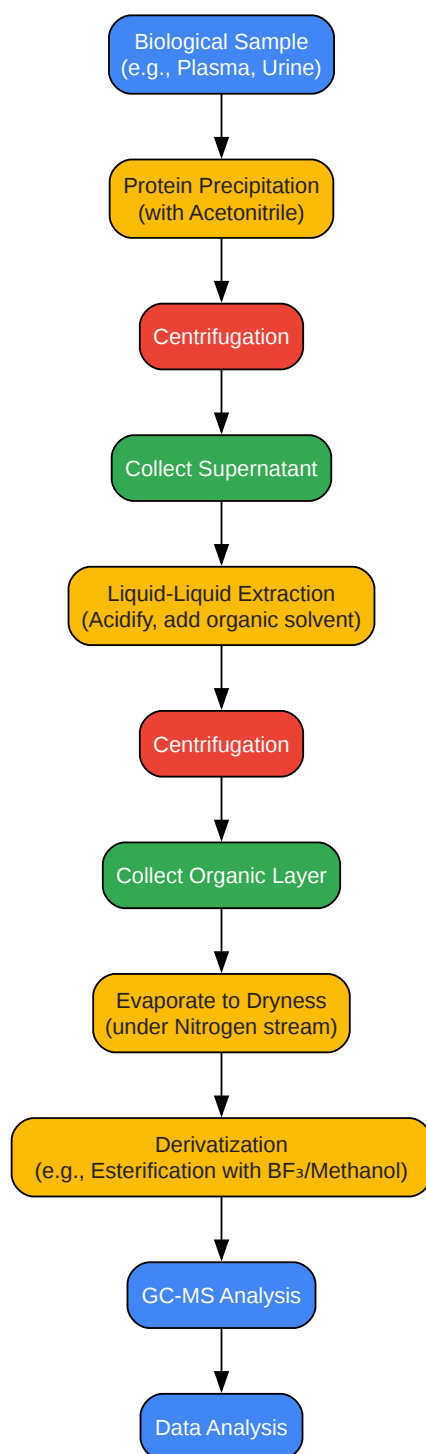 Biological Sample
(e.g., Plasma, Urine)
Protein Precipitation
(with Acetonitrile)
Centrifugation
Collect Supernatant
Liquid-Liquid Extraction
(Acidify, add organic solvent)
Centrifugation
Collect Organic Layer
Evaporate to Dryness
(under Nitrogen stream)
Derivatization
(e.g., Esterification with BF₃/Methanol)
GC-MS Analysis
Data Analysis